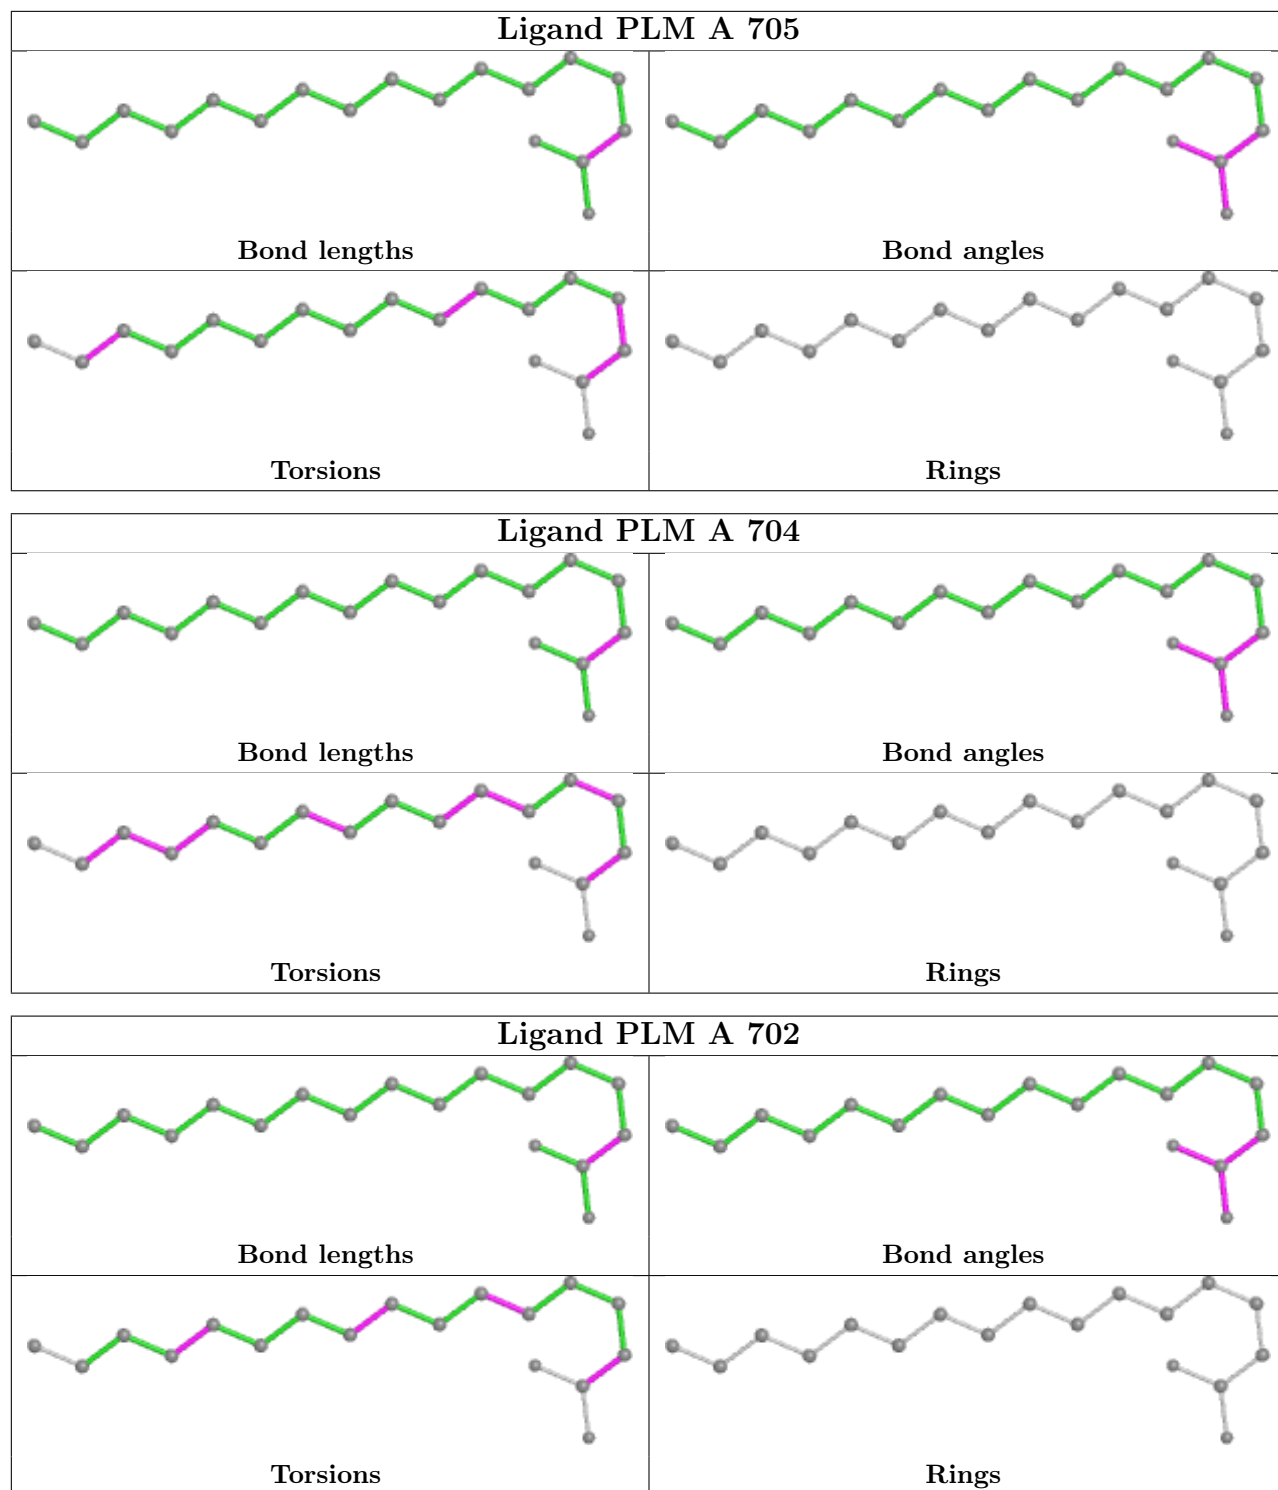 Ligand PLM A 705
Bond lengths
Bond angles
Torsions
Rings
Ligand PLM A 704
Bond lengths
Bond angles
Torsions
Rings
Ligand PLM A 702
Bond lengths
Bond angles
Torsions
Rings